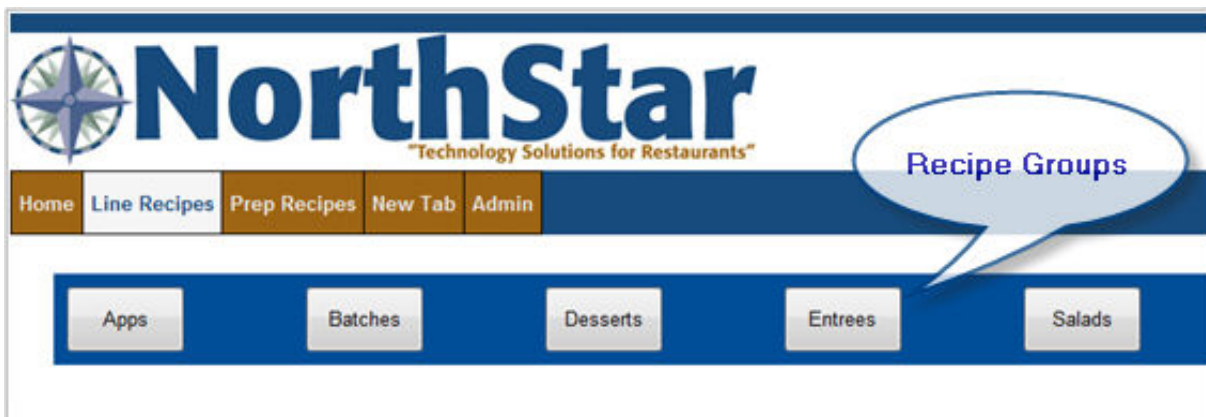 NorthStar
"Technology Solutions for Restaurants"
Recipe Groups
Home Line Recipes Prep Recipes New Tab Admin
Apps Batches Desserts Entrees Salads